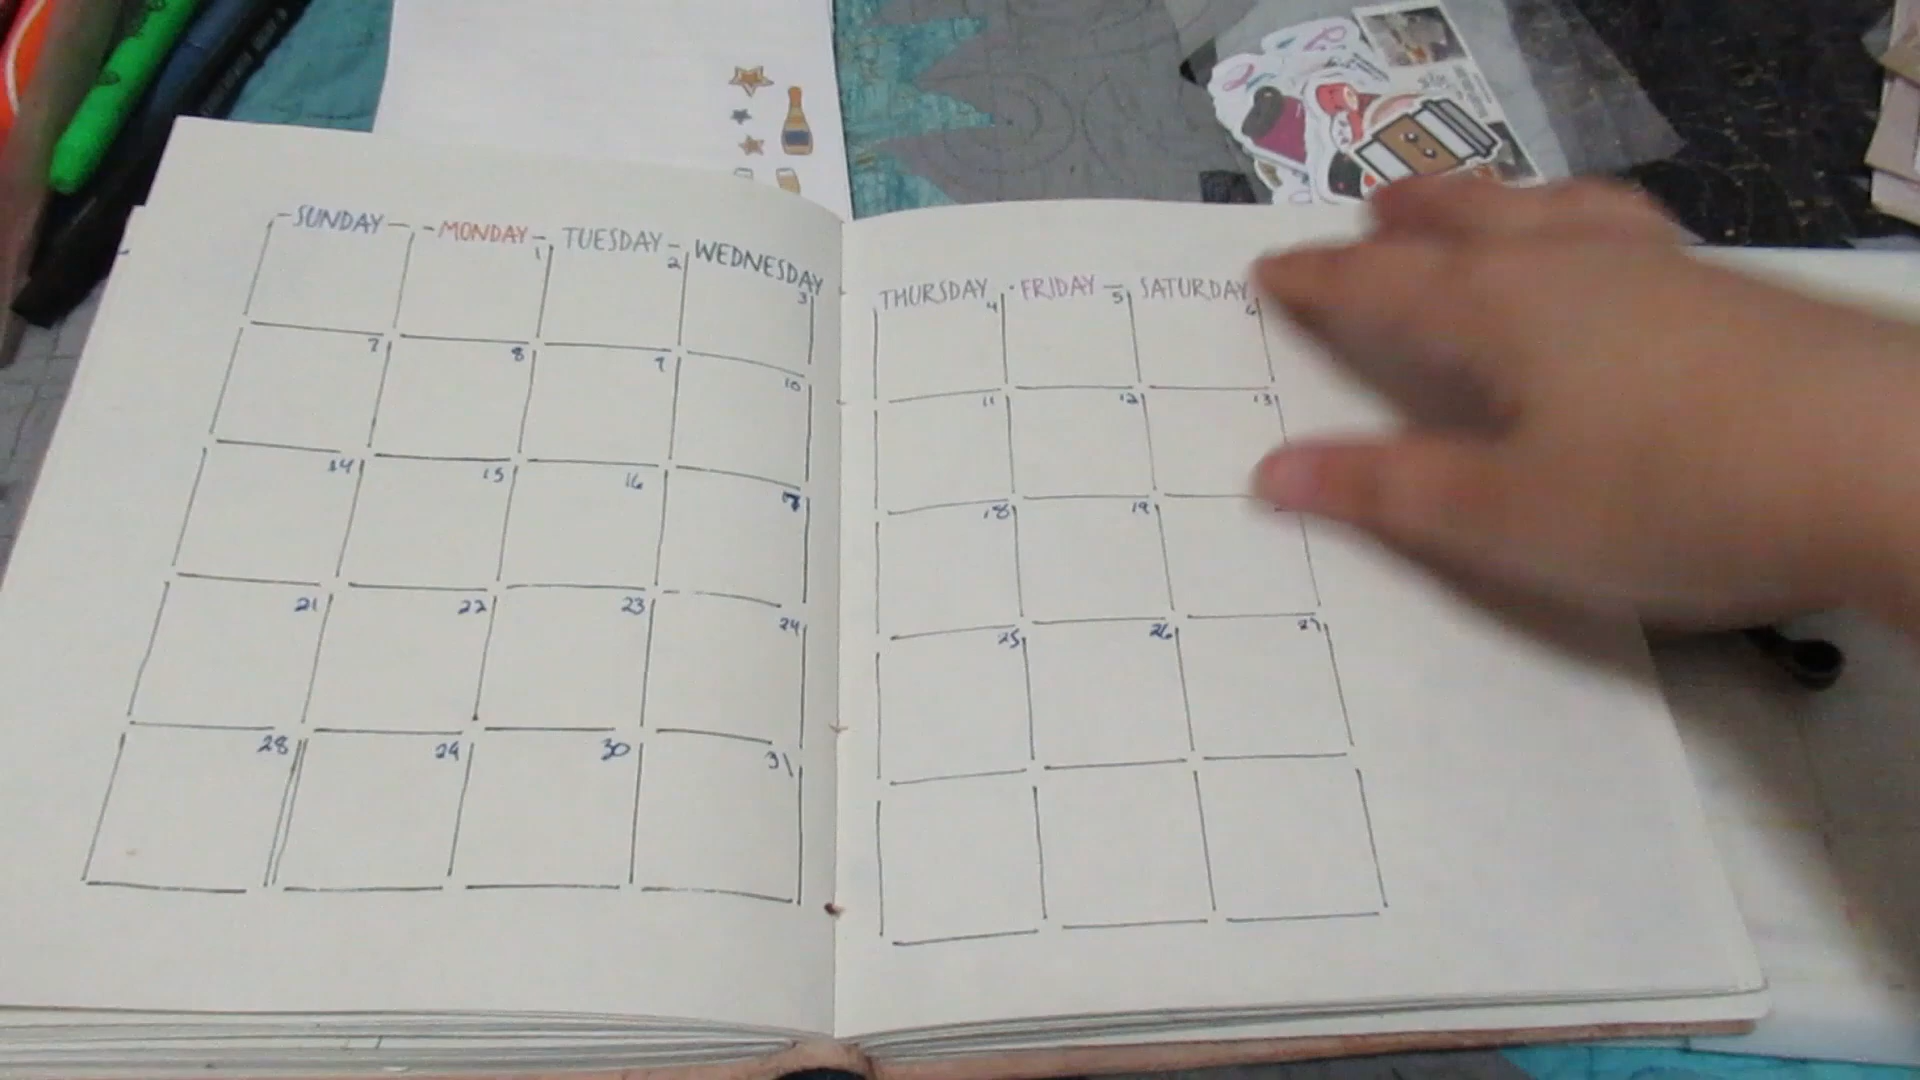 SUNDAY MONDAY TUESDAY WEDNESDAY THURSDAY FRIDAY SATURDAY
1 2 3 4 5 6
7 8 9 10 11 12 13
14 15 16 17 18 19
21 22 23 24 25 26 27
28 29 30 31